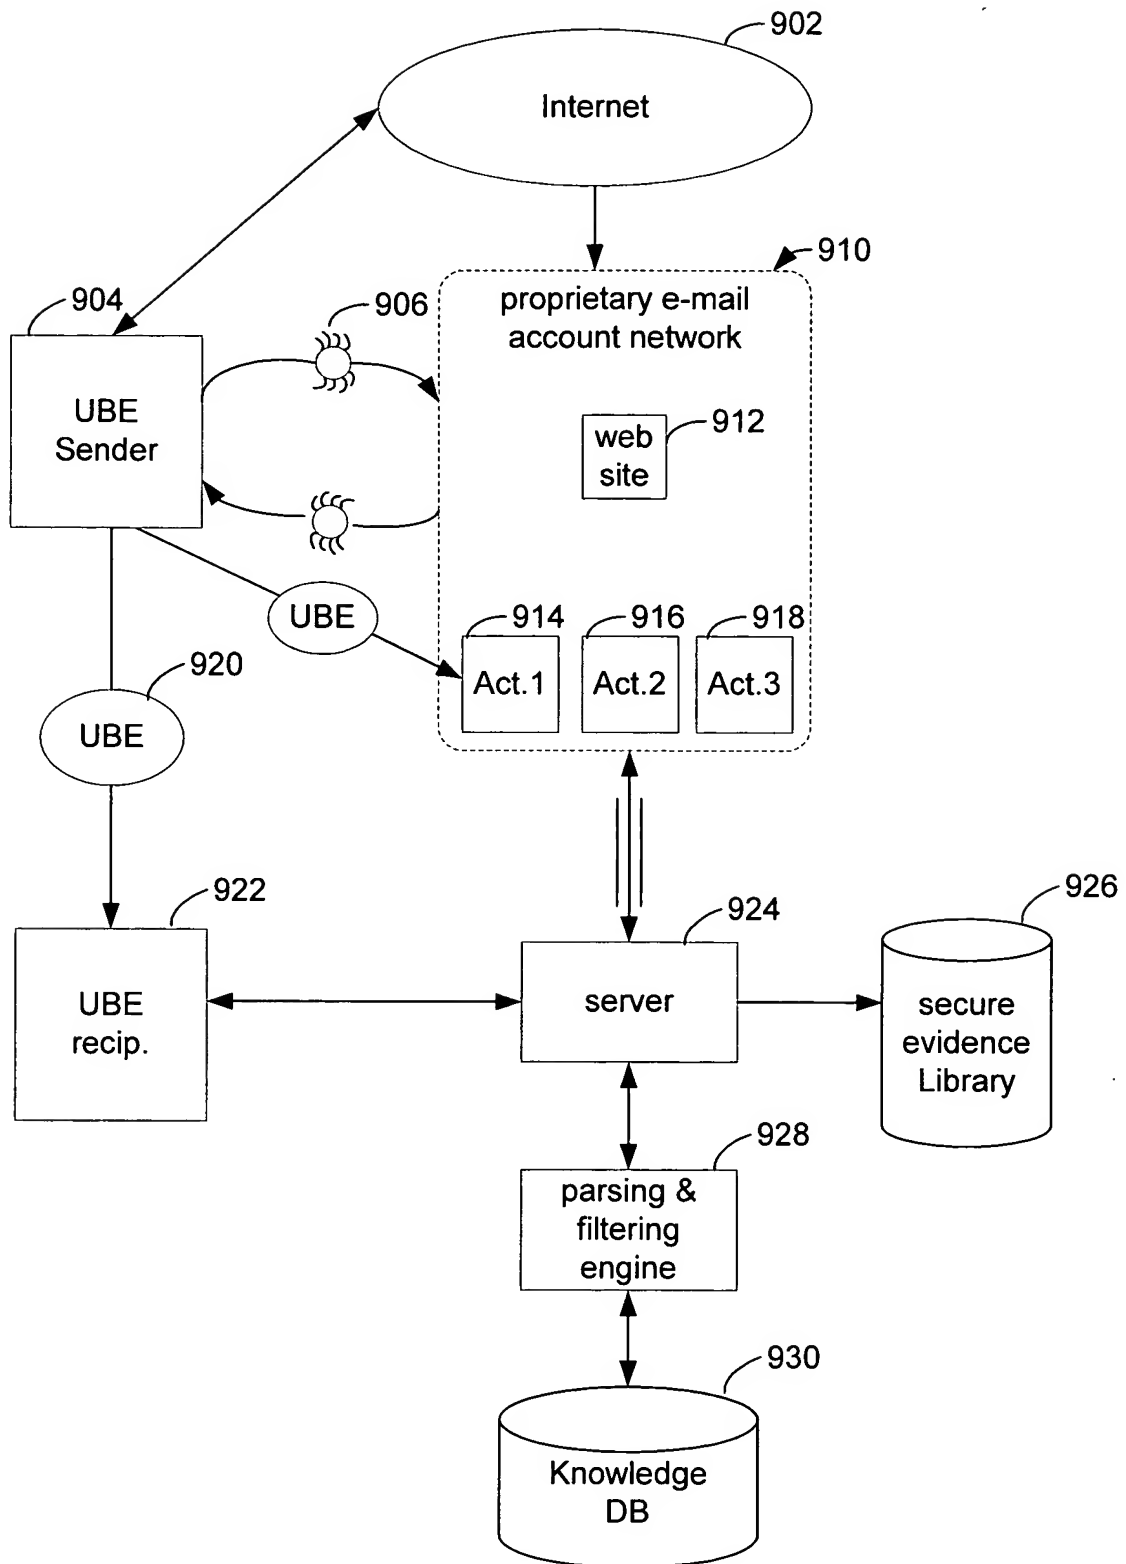 902
Internet
910
proprietary e-mail
account network
904
906
UBE
Sender
912
web
site
914
916
918
UBE
Act.1
Act.2
Act.3
920
UBE
922
924
926
UBE
recip.
server
secure
evidence
Library
928
parsing &
filtering
engine
930
Knowledge
DB